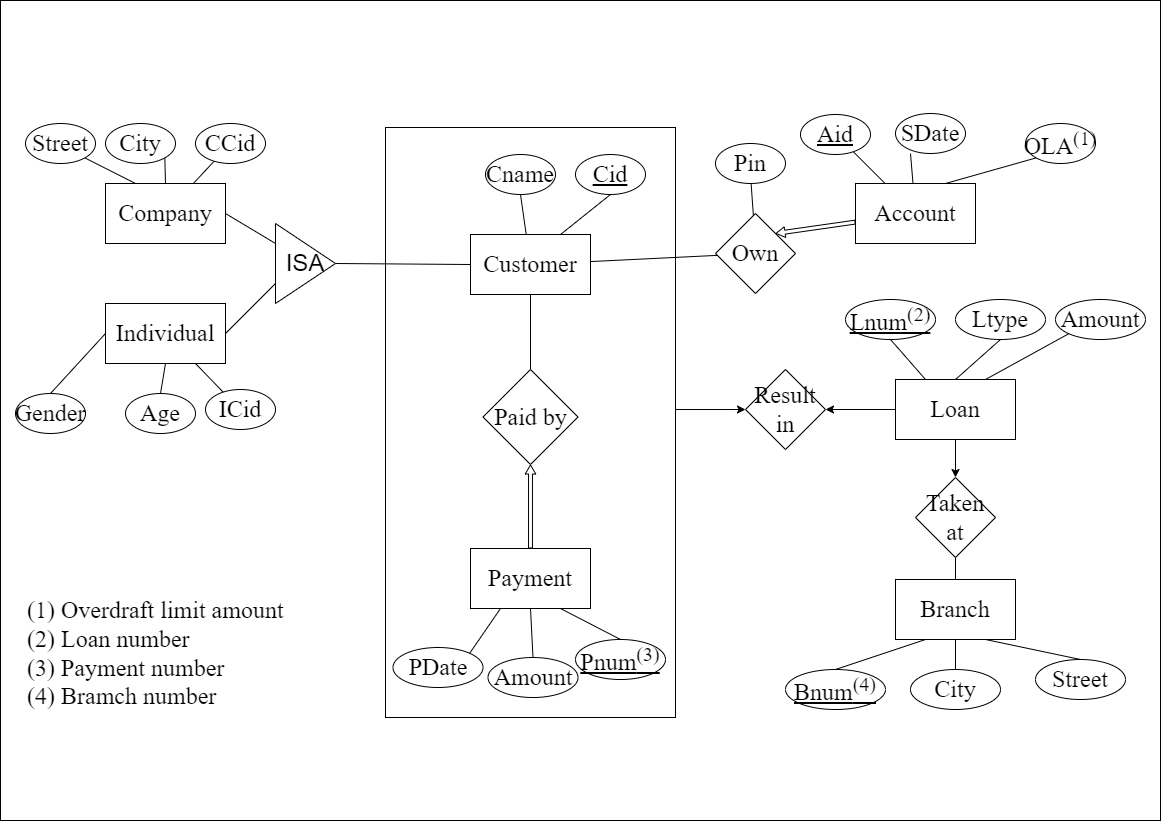 Street
City
CCid
Company
ISA
Individual
Gender
Age
ICid
Cname
Cid
Customer
Paid by
Payment
PDate
Amount
Pnum(3)
Pin
Own
Aid
SDate
OLA(1)
Account
Result
in
Lnum(2)
Ltype
Amount
Loan
Taken
at
Branch
Bnum(4)
City
Street
(1) Overdraft limit amount
(2) Loan number
(3) Payment number
(4) Bramch number